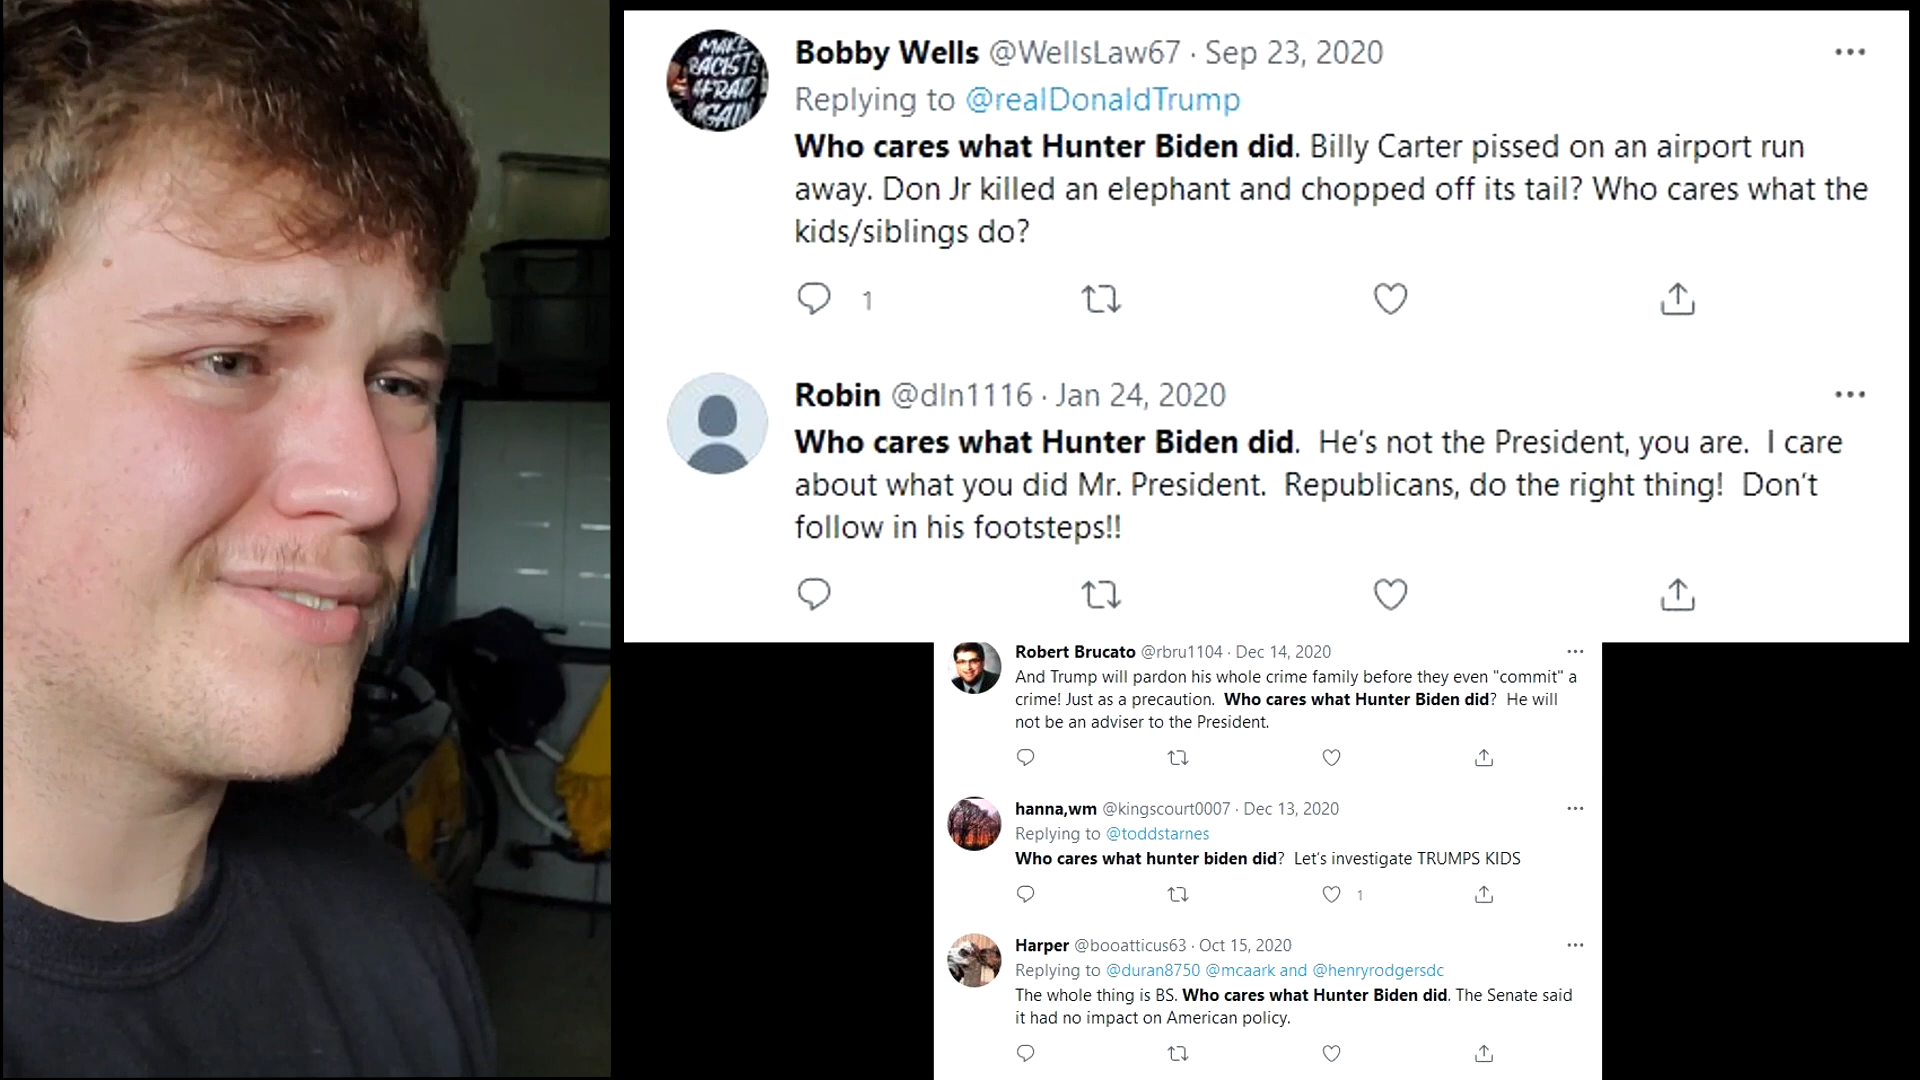 MAKE
RACISTS
AFRAID
AGAIN
Bobby Wells @WellsLaw67 · Sep 23, 2020
Replying to @realDonaldTrump
Who cares what Hunter Biden did. Billy Carter pissed on an airport run
away. Don Jr killed an elephant and chopped off its tail? Who cares what the
kids/siblings do?
1
Robin @dln1116 · Jan 24, 2020
Who cares what Hunter Biden did.  He's not the President, you are.  I care
about what you did Mr. President.  Republicans, do the right thing!  Don't
follow in his footsteps!!
Robert Brucato @rbru1104 · Dec 14, 2020
And Trump will pardon his whole crime family before they even "commit" a
crime! Just as a precaution.  Who cares what Hunter Biden did?  He will
not be an adviser to the President.
hanna,wm @kingscourt0007 · Dec 13, 2020
Replying to @toddstarnes
Who cares what hunter biden did?  Let's investigate TRUMPS KIDS
1
Harper @booatticus63 · Oct 15, 2020
Replying to @duran8750 @mcaark and @henryrodgersdc
The whole thing is BS. Who cares what Hunter Biden did. The Senate said
it had no impact on American policy.